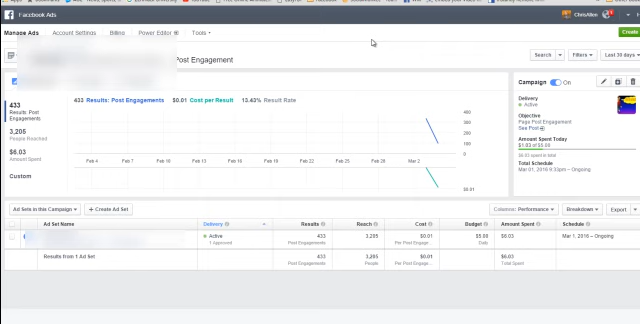 Facebook Ads
ChrisAllen
Manage Ads Account Settings Billing Power Editor Tools
Create
Post Engagement
Search Filters Last 30 days
433
Results: Post Engagements
3,205
People Reached
$6.03
Amount Spent
Custom
433 Results: Post Engagements $0.01 Cost per Result 13.43% Result Rate
400
300
200
100
0
Feb 4 Feb 7 Feb 10 Feb 13 Feb 16 Feb 19 Feb 22 Feb 25 Feb 28 Mar 2
$0.01
Campaign On
Delivery
Active
Objective
Page Post Engagement
See Post
Amount Spent Today
$1.93 of $5.00
$6.03 spent in total
Total Schedule
Mar 01, 2016 9:33pm – Ongoing
Ad Sets in this Campaign + Create Ad Set Columns: Performance Breakdown Export
Ad Set Name Delivery Results Reach Cost Budget Amount Spent Schedule
Active 433 3,205 $0.01 $5.00 $6.03 Mar 1, 2016 – Ongoing
1 Approved Post Engagements Per Post Engage... Daily
Results from 1 Ad Set 433 3,205 $0.01 $6.03
Post Engagements People Per Post Engage... Total Spent